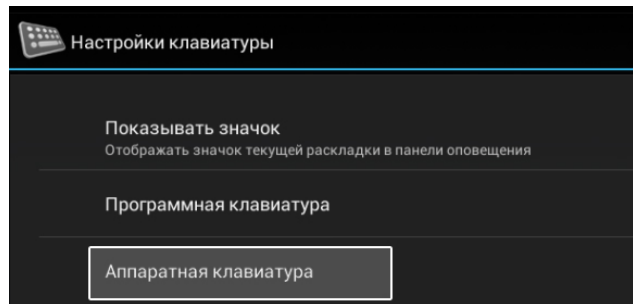 Настройки клавиатуры
Показывать значок
Отображать значок текущей раскладки в панели оповещения
Программная клавиатура
Аппаратная клавиатура